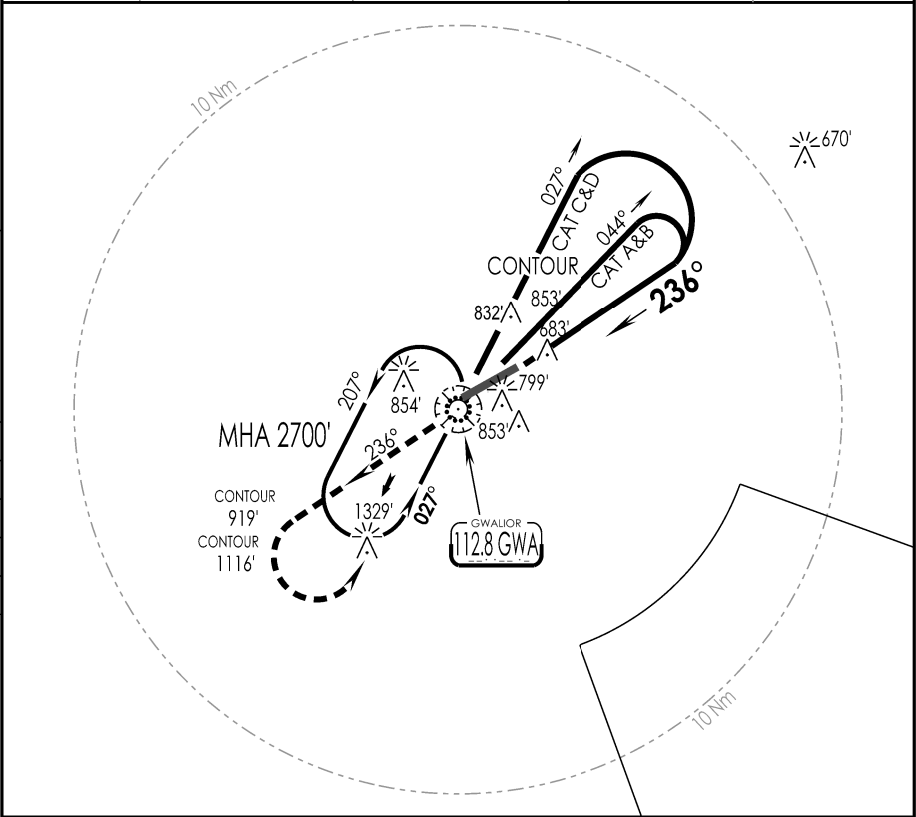 10 Nm
670'
027°
CAT C&D
044°
CAT A&B
CONTOUR
853'
236°
832'
683'
207°
854'
799'
853'
MHA 2700'
236°
027°
1329'
CONTOUR
919'
CONTOUR
1116'
GWALIOR
112.8 GWA
10 Nm